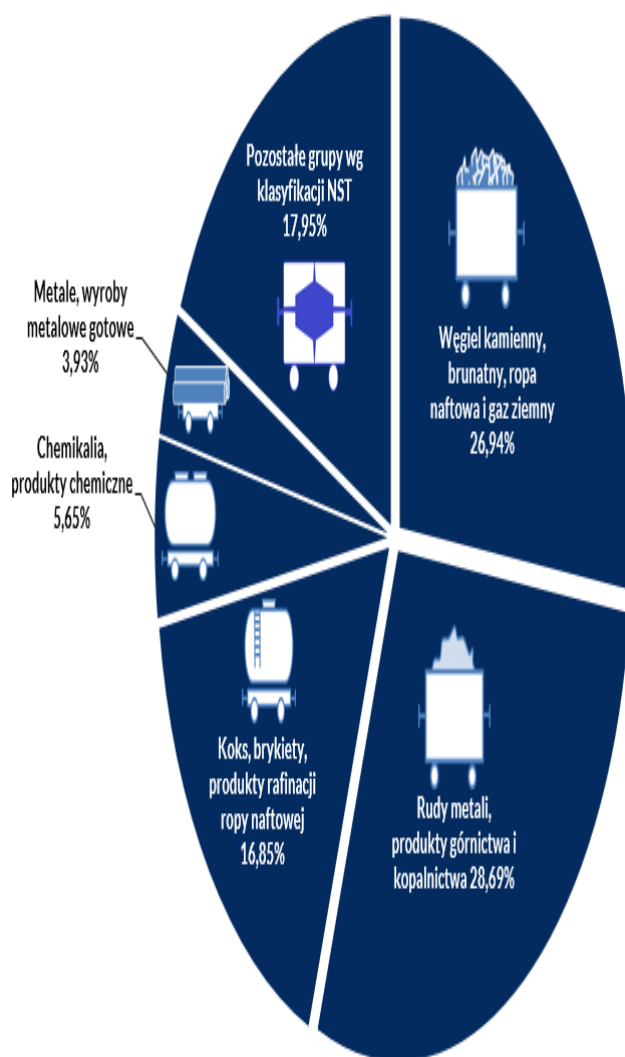 Pozostałe grupy wg
klasyfikacji NST
17,95%
Węgiel kamienny,
brunatny, ropa
naftowa i gaz ziemny
26,94%
Metale, wyroby
metalowe gotowe
3,93%
Chemikalia,
produkty chemiczne
5,65%
Koks, brykiety,
produkty rafinacji
ropy naftowej
16,85%
Rudy metali,
produkty górnictwa i
kopalnictwa 28,69%